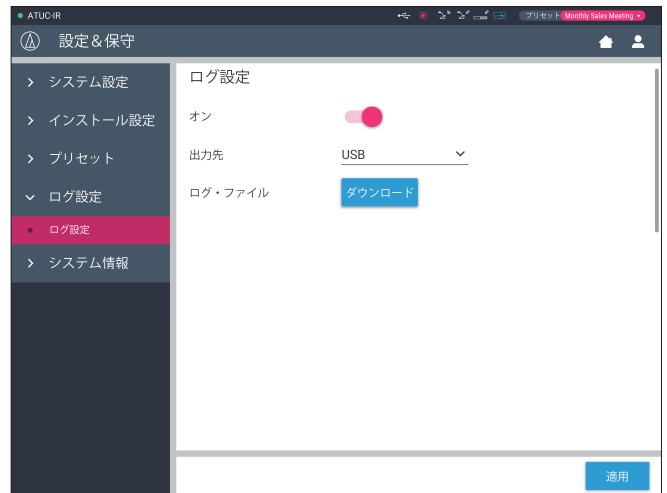 ATUC-IR
プリセット Monthly Sales Meeting
設定＆保守
システム設定
インストール設定
プリセット
ログ設定
ログ設定
システム情報
ログ設定
オン
出力先 USB
ログ・ファイル ダウンロード
適用